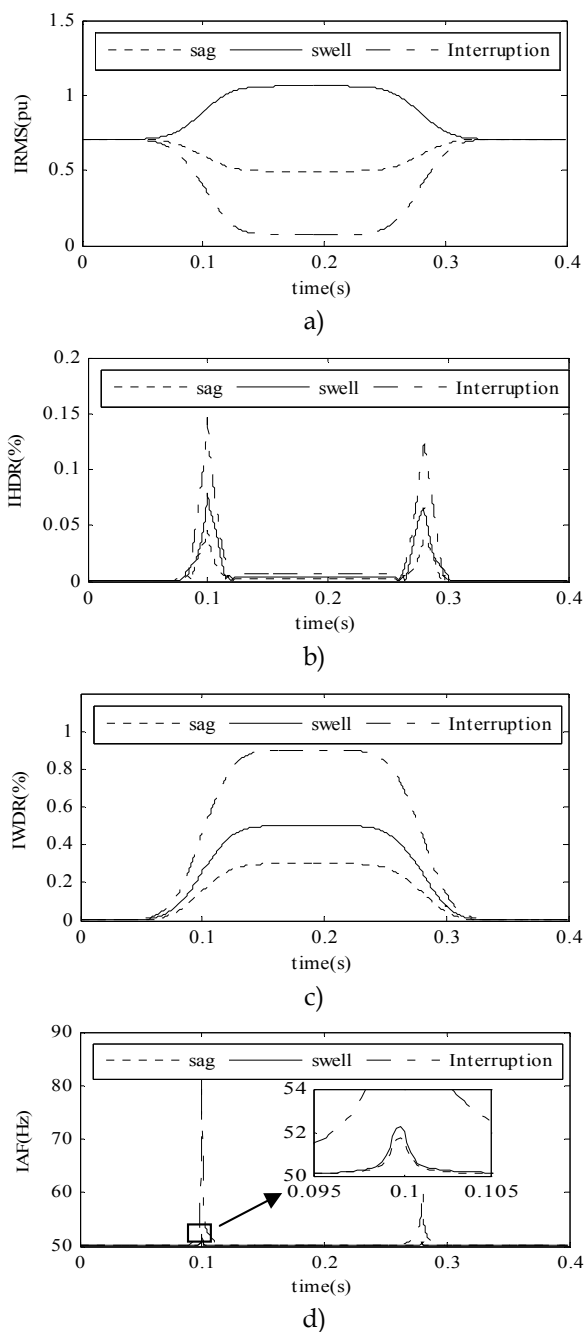 1.5
sag swell Interruption
1
IRMS(pu)
0.5
0
0 0.1 0.2 0.3 0.4
time(s)
a)
0.2
sag swell Interruption
0.15
IHDR(%)
0.1
0.05
0
0 0.1 0.2 0.3 0.4
time(s)
b)
sag swell Interruption
1
0.8
IWDR(%)
0.6
0.4
0.2
0
0 0.1 0.2 0.3 0.4
time(s)
c)
90
sag swell Interruption
80
54
IAF(Hz)
70
52
60
50
0.095 0.1 0.105
50
0 0.1 0.2 0.3 0.4
time(s)
d)